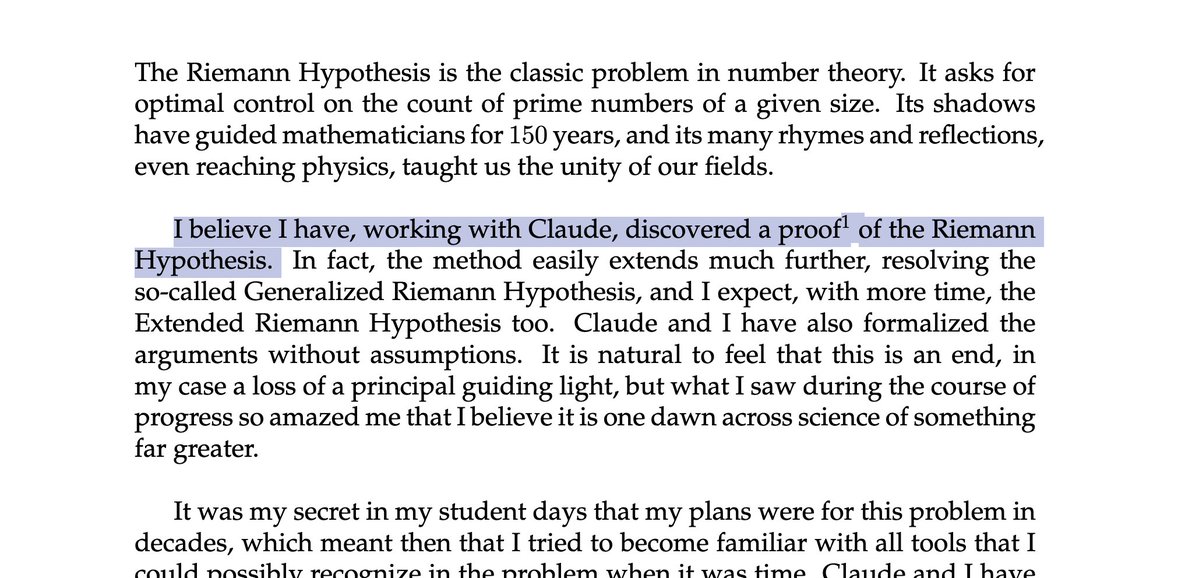 The Riemann Hypothesis is the classic problem in number theory. It asks for
optimal control on the count of prime numbers of a given size. Its shadows
have guided mathematicians for 150 years, and its many rhymes and reflections,
even reaching physics, taught us the unity of our fields.
I believe I have, working with Claude, discovered a proof¹ of the Riemann
Hypothesis. In fact, the method easily extends much further, resolving the
so-called Generalized Riemann Hypothesis, and I expect, with more time, the
Extended Riemann Hypothesis too. Claude and I have also formalized the
arguments without assumptions. It is natural to feel that this is an end, in
my case a loss of a principal guiding light, but what I saw during the course of
progress so amazed me that I believe it is one dawn across science of something
far greater.
It was my secret in my student days that my plans were for this problem in
decades, which meant then that I tried to become familiar with all tools that I
could possibly recognize in the problem when it was time. Claude and I have